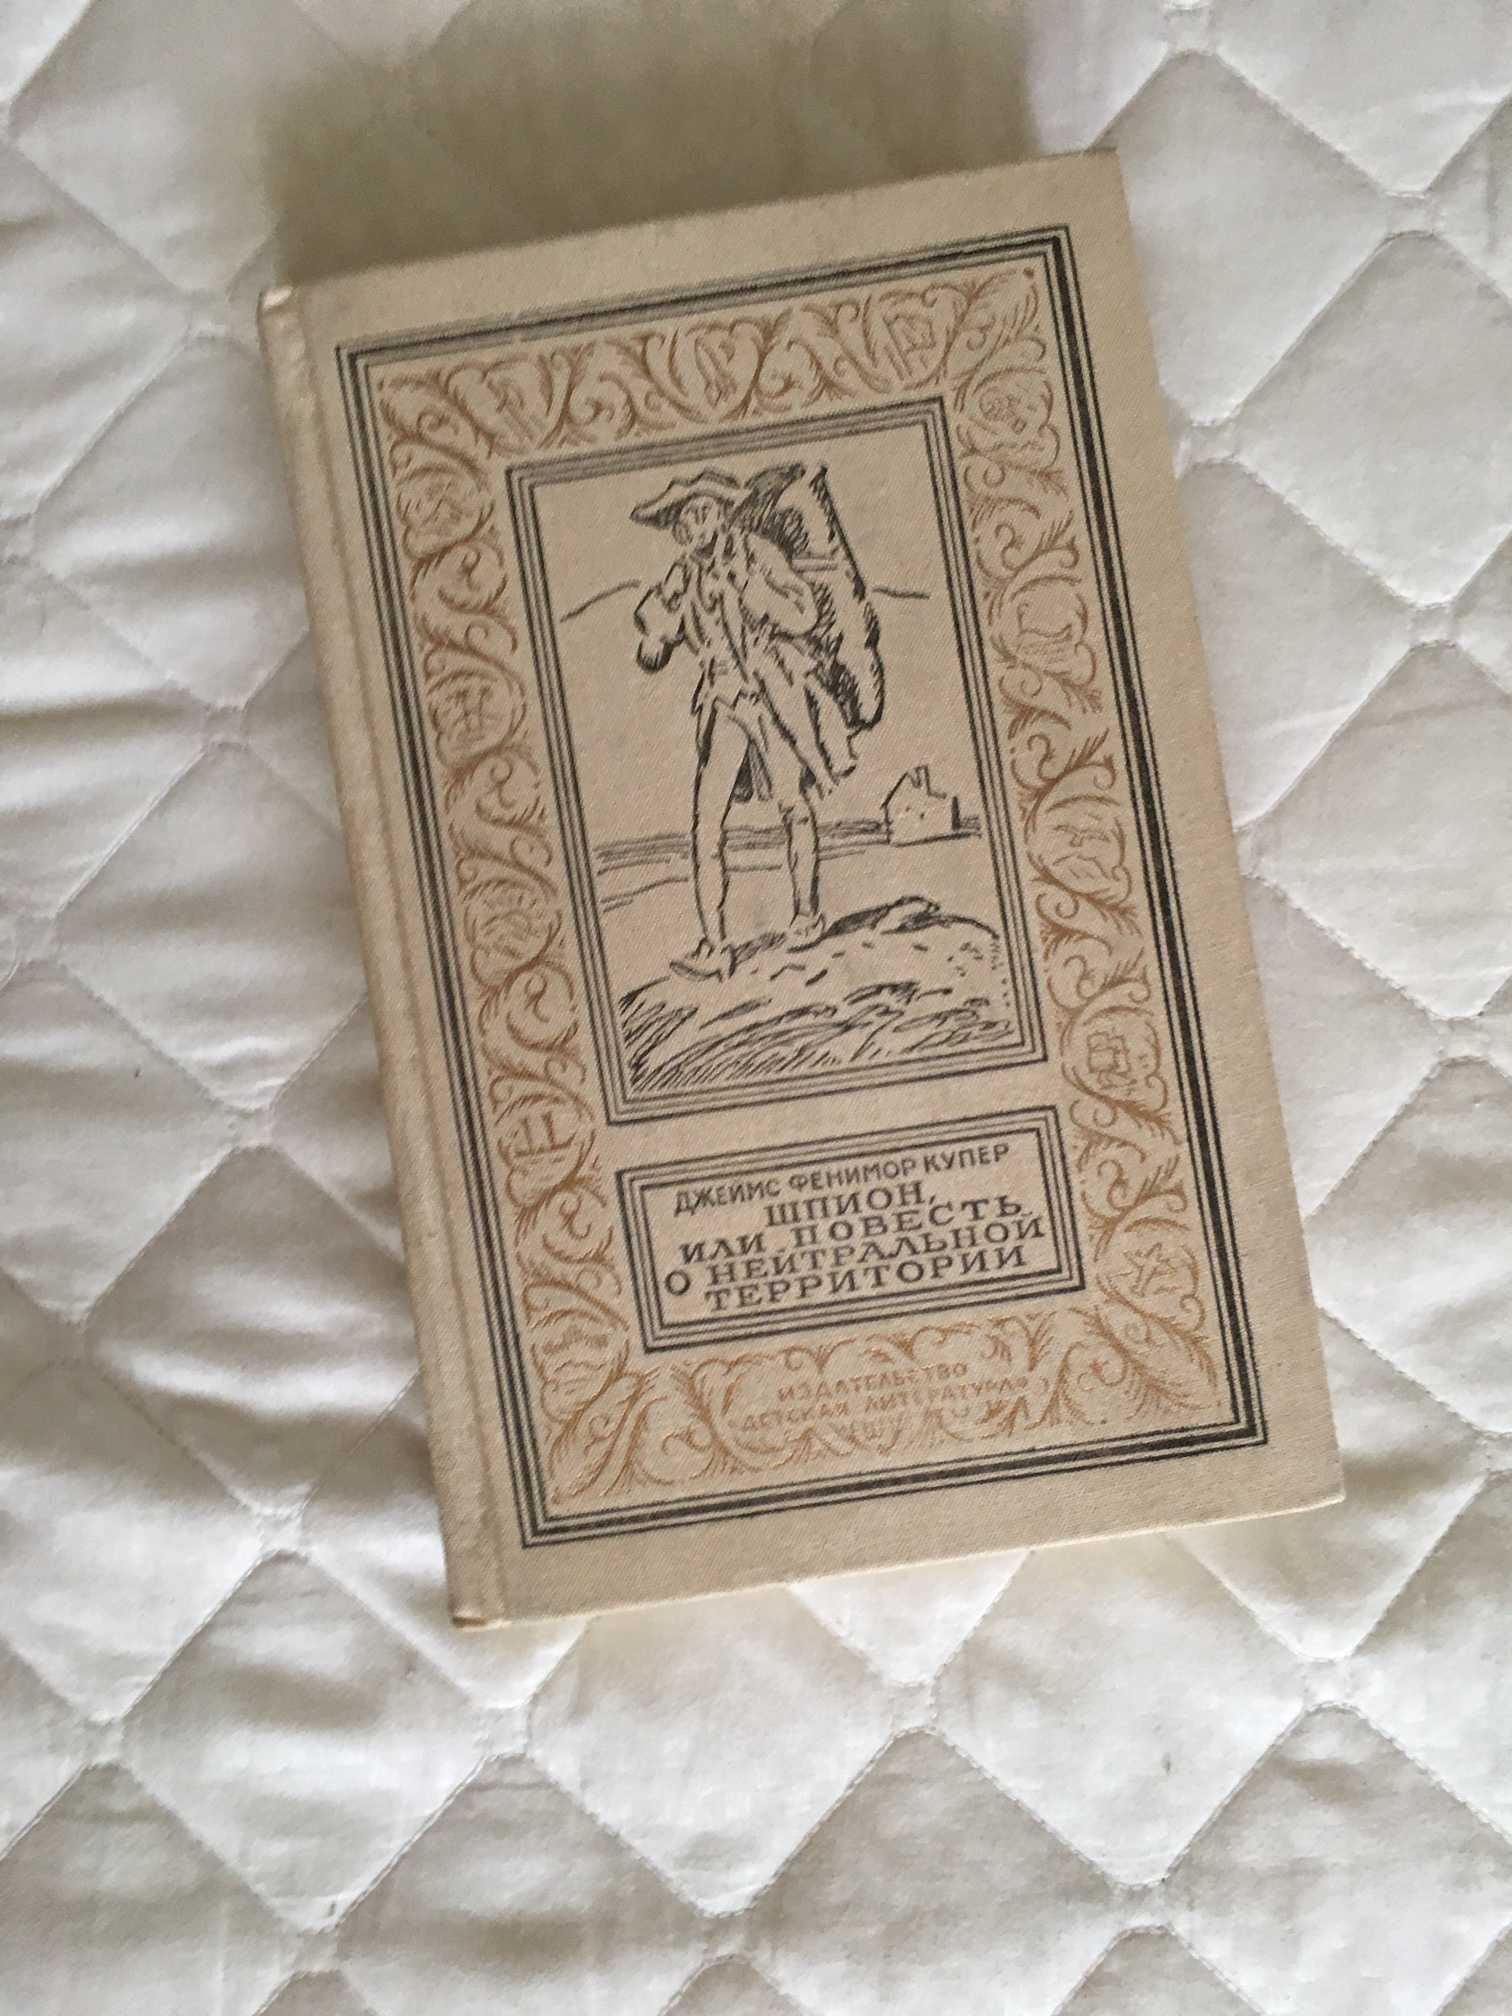 ДЖЕЙМС ФЕНИМОР КУПЕР
ШПИОН,
ИЛИ ПОВЕСТЬ
О НЕЙТРАЛЬНОЙ
ТЕРРИТОРИИ
ИЗДАТЕЛЬСТВО
"ДЕТСКАЯ ЛИТЕРАТУРА"